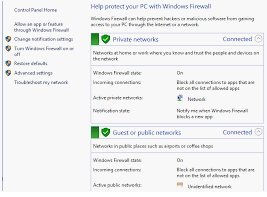 Control Panel Home
Allow an app or feature
through Windows Firewall
Change notification settings
Turn Windows Firewall on or
off
Restore defaults
Advanced settings
Troubleshoot my network
Help protect your PC with Windows Firewall
Windows Firewall can help prevent hackers or malicious software from gaining
access to your PC through the Internet or a network.
Private networks Connected
Networks at home or work where you know and trust the people and devices on
the network
Windows Firewall state: On
Incoming connections: Block all connections to apps that are
not on the list of allowed apps
Active private networks: Network
Notification state: Notify me when Windows Firewall
blocks a new app
Guest or public networks Connected
Networks in public places such as airports or coffee shops
Windows Firewall state: On
Incoming connections: Block all connections to apps that are
not on the list of allowed apps
Active public networks: Unidentified network